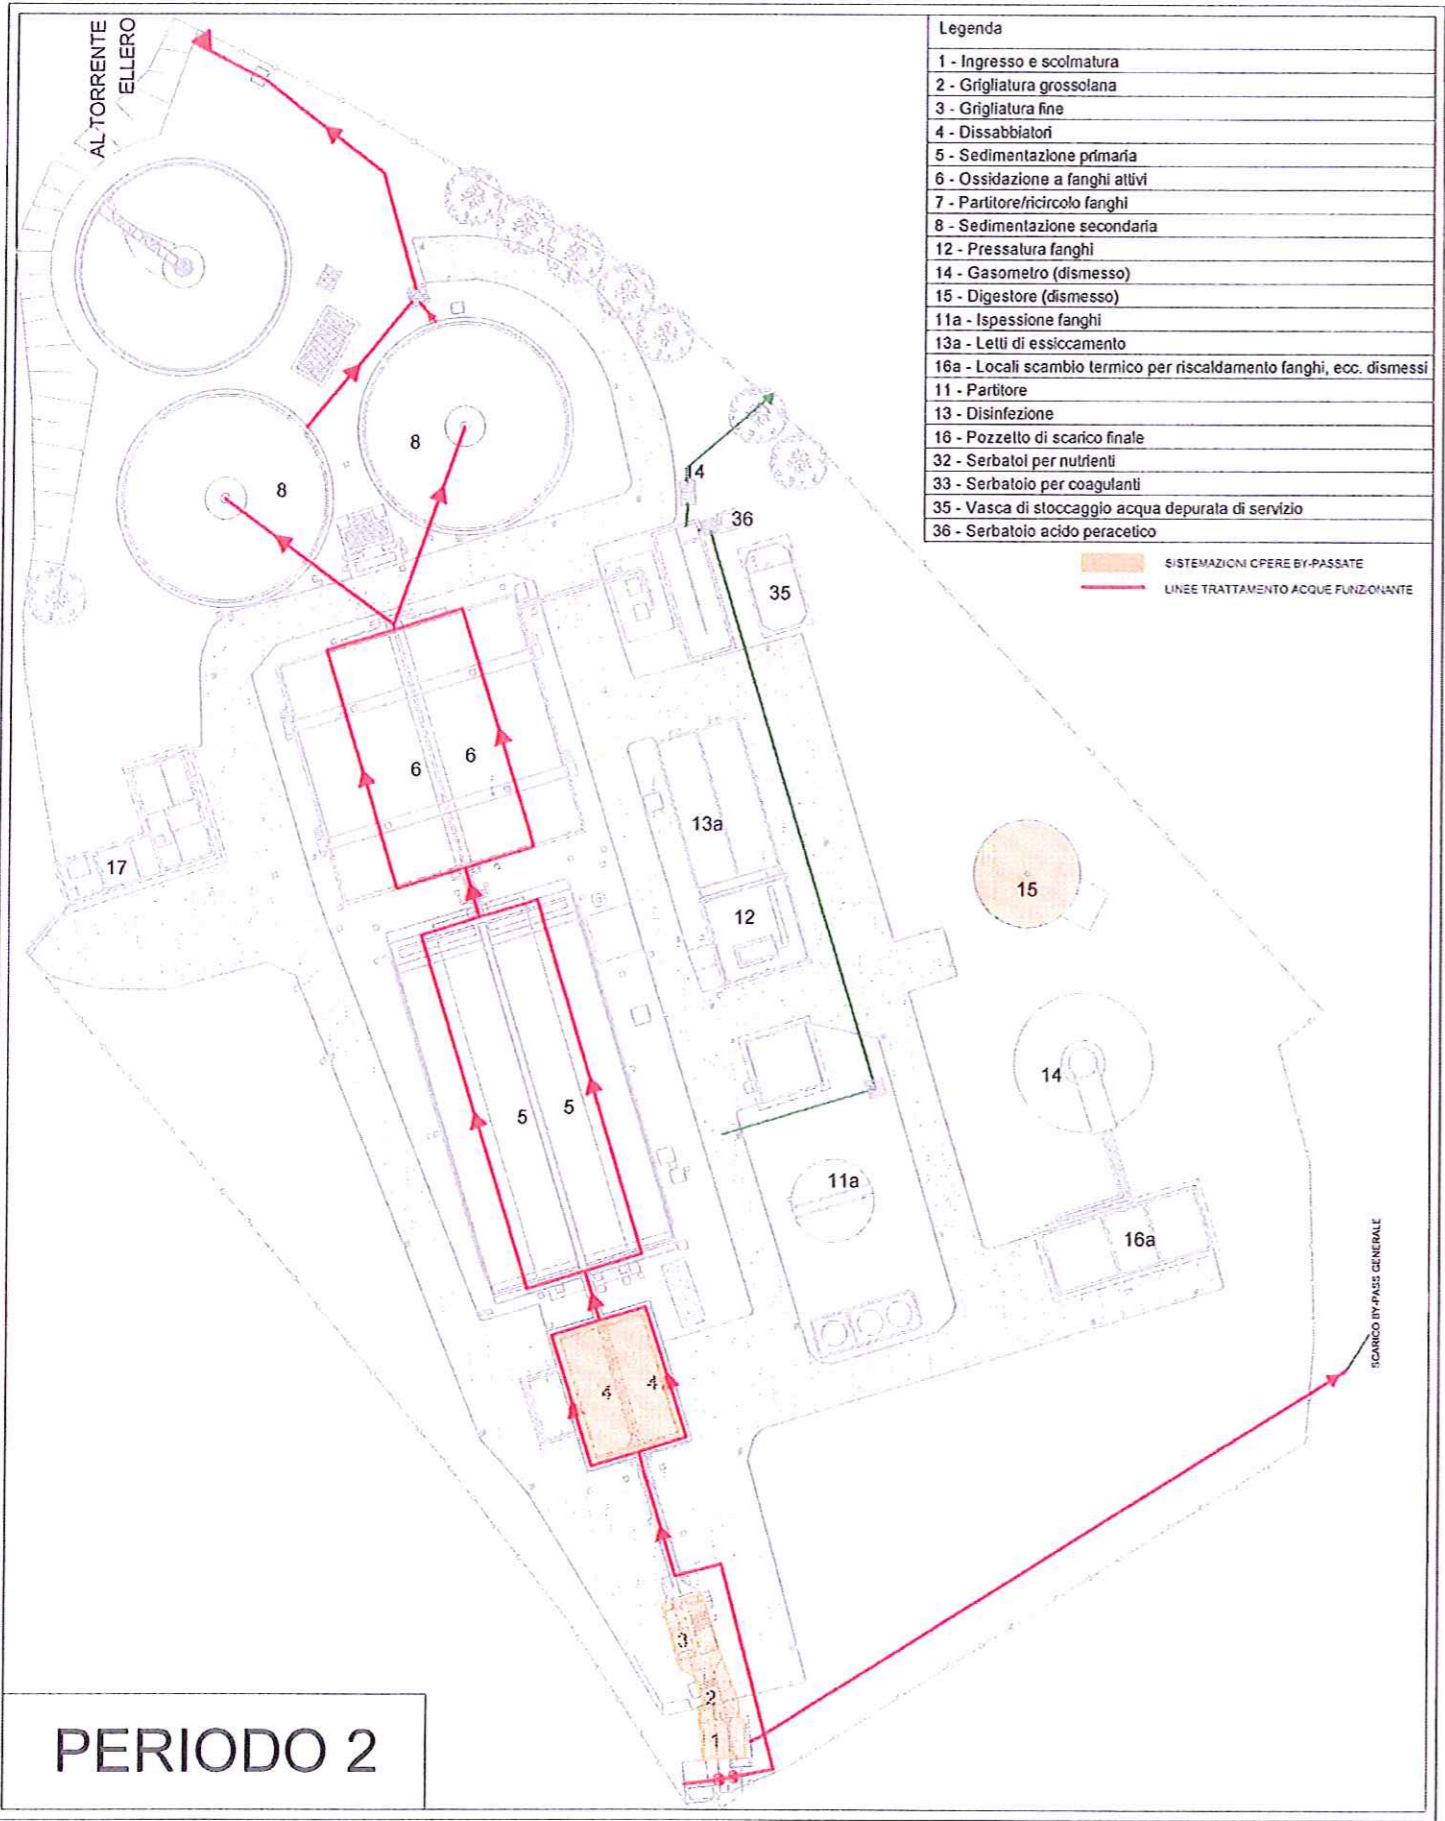 AL TORRENTE
ELLERO
Legenda
1 - Ingresso e scolmatura
2 - Grigliatura grossolana
3 - Grigliatura fine
4 - Dissabbiatori
5 - Sedimentazione primaria
6 - Ossidazione a fanghi attivi
7 - Partitore/ricircolo fanghi
8 - Sedimentazione secondaria
12 - Pressatura fanghi
14 - Gasometro (dismesso)
15 - Digestore (dismesso)
11a - Ispessione fanghi
13a - Letti di essiccamento
16a - Locali scambio termico per riscaldamento fanghi, ecc. dismessi
11 - Partitore
13 - Disinfezione
16 - Pozzetto di scarico finale
32 - Serbatoi per nutrienti
33 - Serbatoio per coagulanti
35 - Vasca di stoccaggio acqua depurata di servizio
36 - Serbatoio acido peracetico
SISTEMAZIONI OPERE BY-PASSATE
LINEE TRATTAMENTO ACQUE FUNZIONANTE
8
8
14
36
35
6
6
13a
17
12
15
14
5
5
11a
16a
SCARICO BY-PASS GENERALE
4
4
3
2
1
PERIODO 2